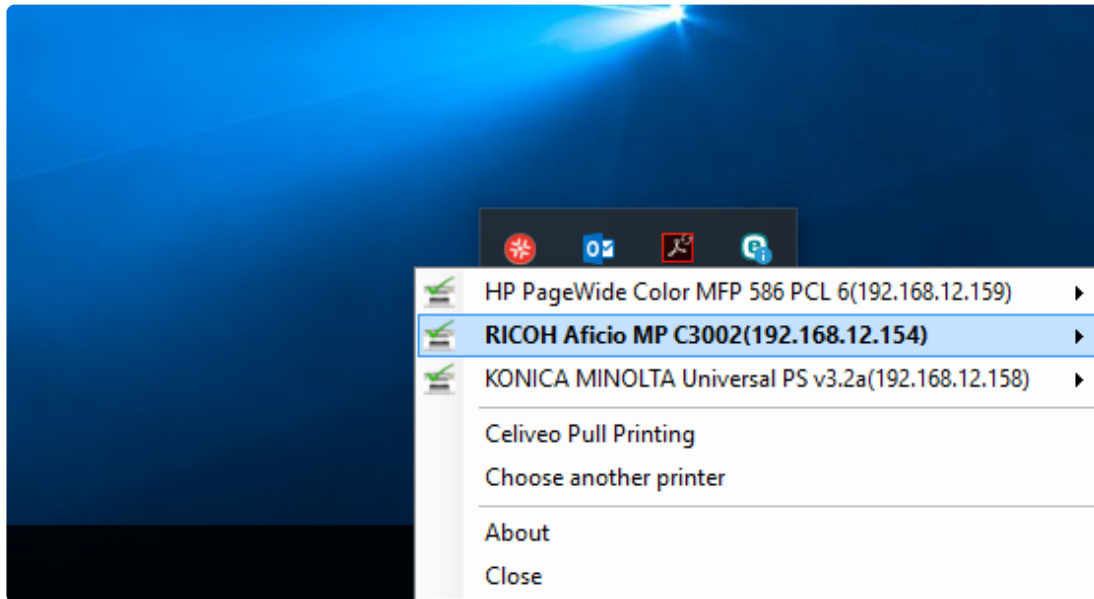 HP PageWide Color MFP 586 PCL 6(192.168.12.159)
RICOH Aficio MP C3002(192.168.12.154)
KONICA MINOLTA Universal PS v3.2a(192.168.12.158)
Celiveo Pull Printing
Choose another printer
About
Close